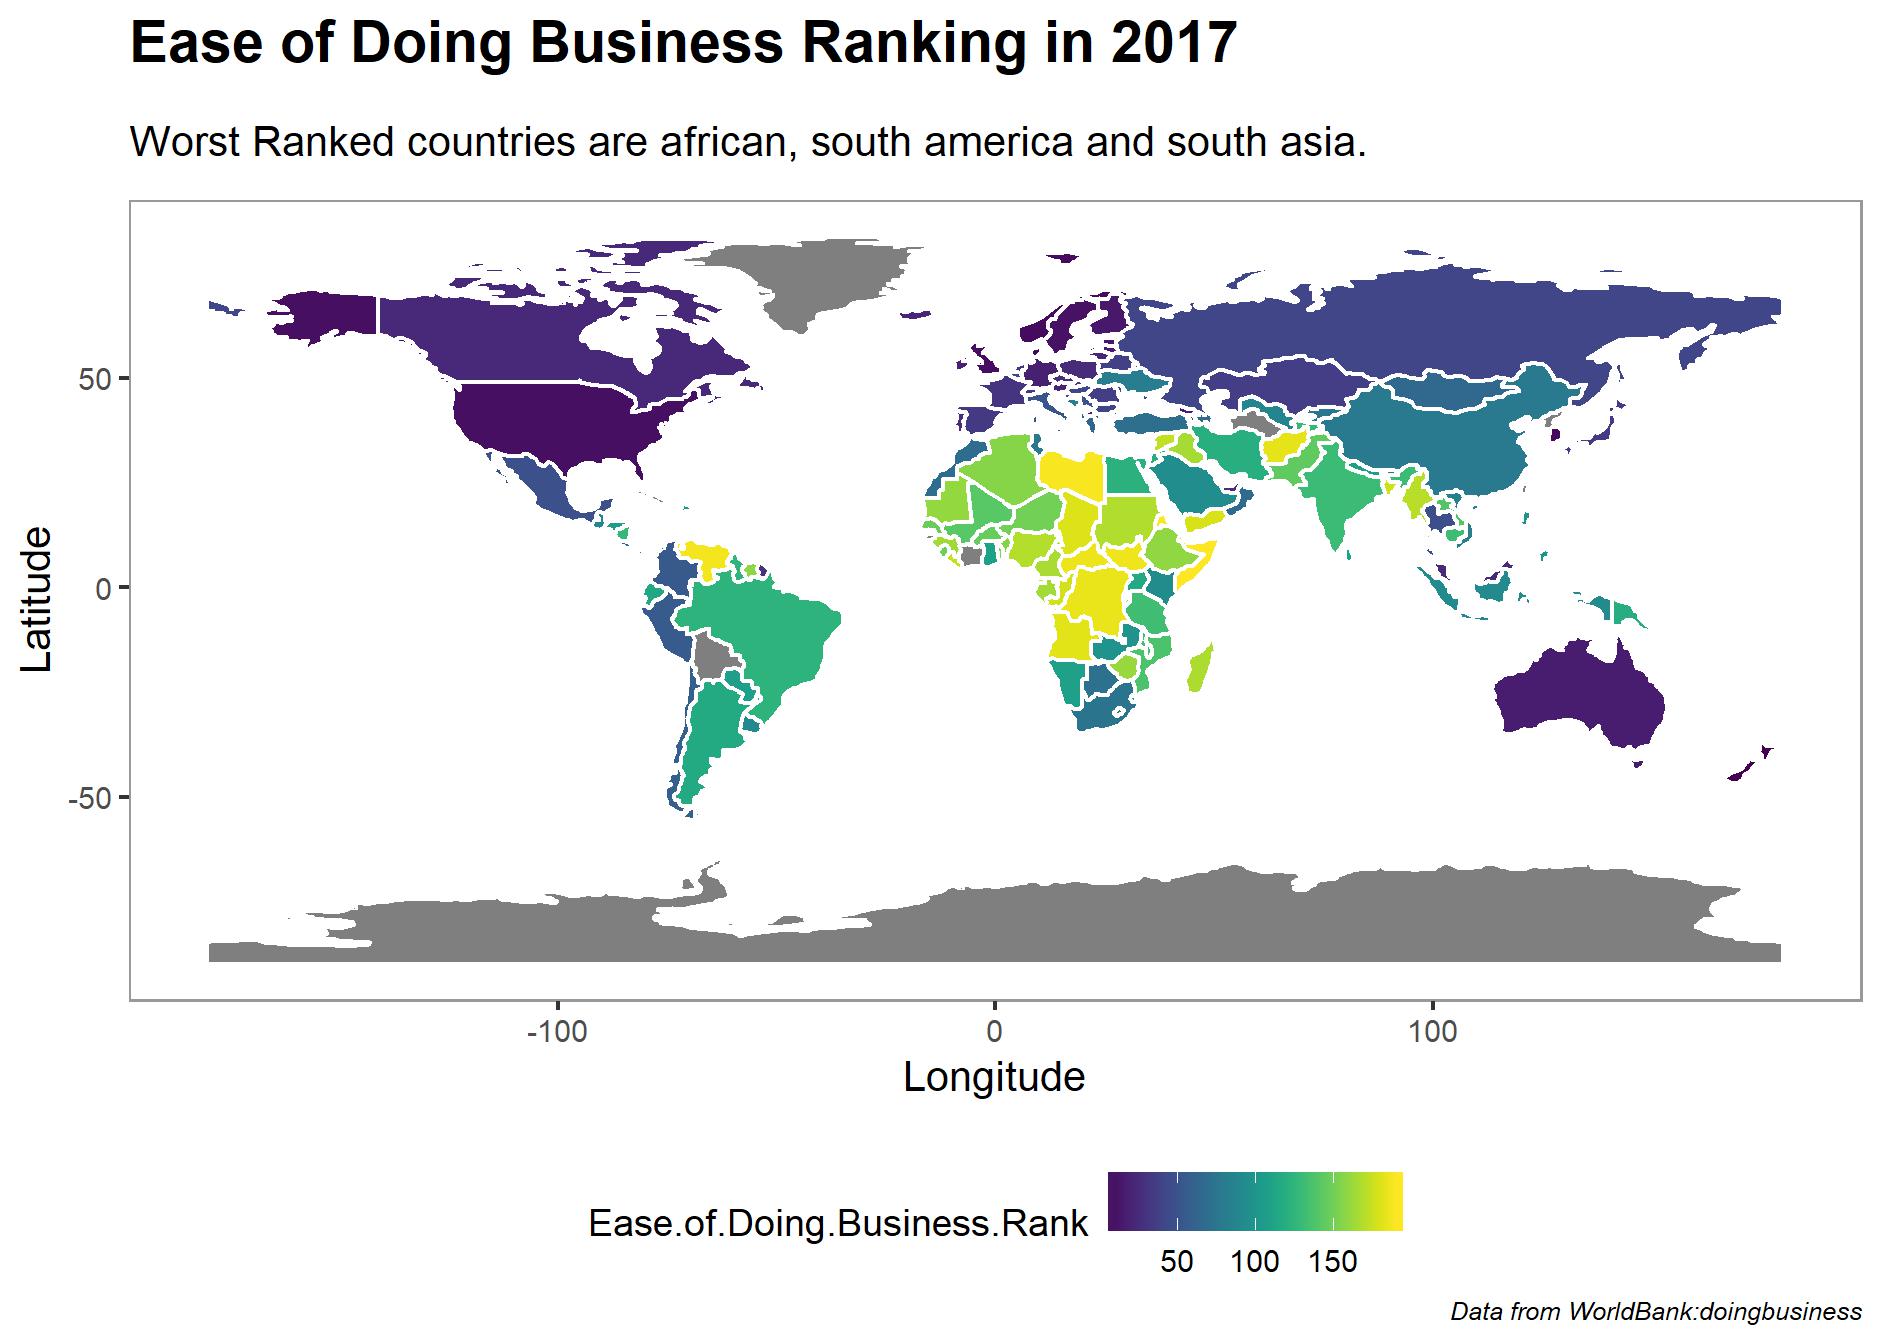 Ease of Doing Business Ranking in 2017
Worst Ranked countries are african, south america and south asia.
Latitude
50
0
-50
-100 0 100
Longitude
Ease.of.Doing.Business.Rank
50 100 150
Data from WorldBank:doingbusiness